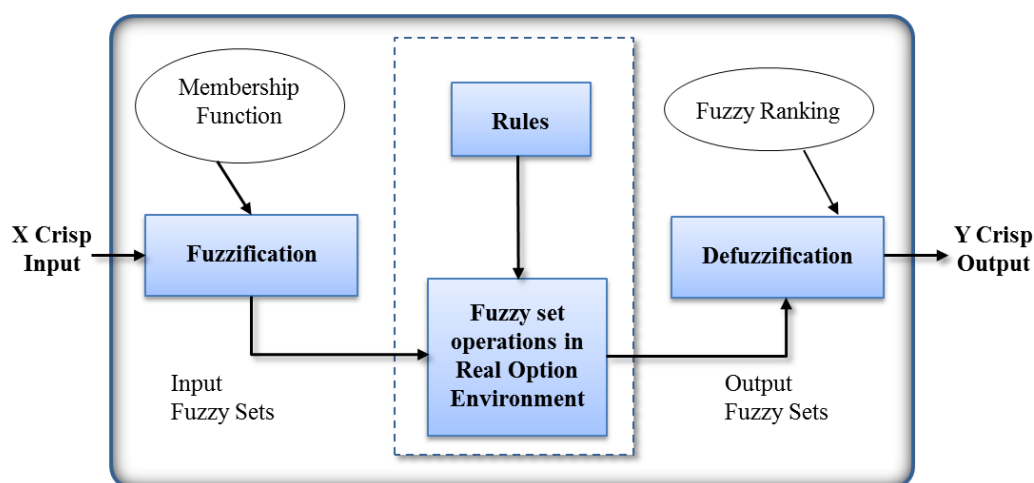 Membership
Function
Rules
Fuzzy Ranking
X Crisp
Input
Fuzzification
Defuzzification
Y Crisp
Output
Fuzzy set
operations in
Real Option
Environment
Input
Fuzzy Sets
Output
Fuzzy Sets